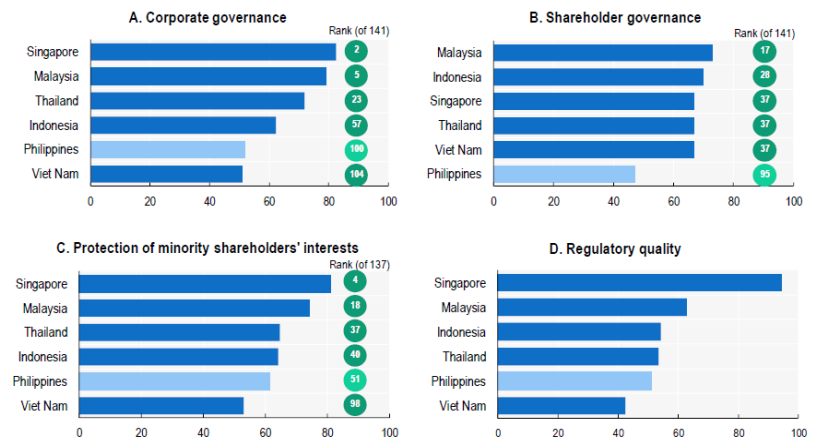 A. Corporate governance
Rank (of 141)
Singapore 2
Malaysia 5
Thailand 23
Indonesia 57
Philippines 100
Viet Nam 104
0 20 40 60 80 100
B. Shareholder governance
Rank (of 141)
Malaysia 17
Indonesia 28
Singapore 37
Thailand 37
Viet Nam 37
Philippines 95
0 20 40 60 80 100
C. Protection of minority shareholders' interests
Rank (of 137)
Singapore 4
Malaysia 18
Thailand 37
Indonesia 40
Philippines 51
Viet Nam 98
0 20 40 60 80 100
D. Regulatory quality
Singapore
Malaysia
Indonesia
Thailand
Philippines
Viet Nam
0 20 40 60 80 100